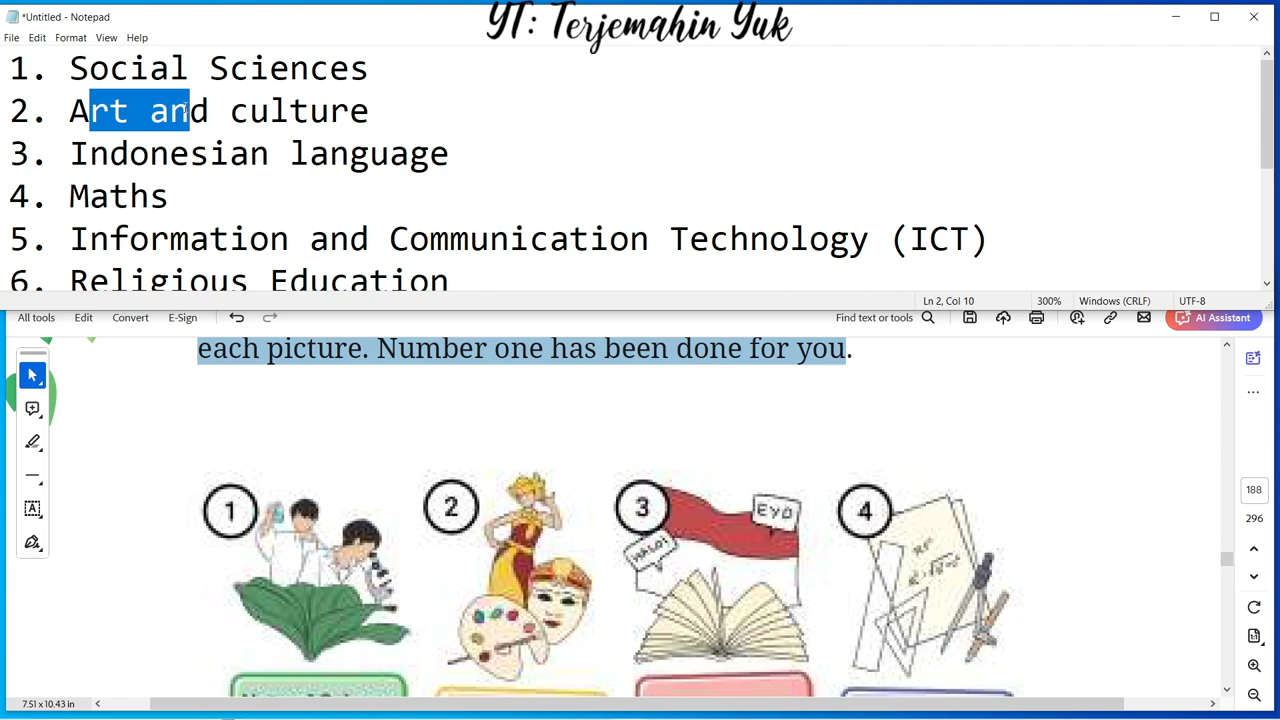 *Untitled - Notepad
YT: Terjemahin Yuk
File Edit Format View Help
1. Social Sciences
2. Art and culture
3. Indonesian language
4. Maths
5. Information and Communication Technology (ICT)
6. Religious Education
Ln 2, Col 10 300% Windows (CRLF) UTF-8
All tools Edit Convert E-Sign Find text or tools AI Assistant
each picture. Number one has been done for you.
188
296
1 2 3 4
HALO!
7.51 x 10.43 in